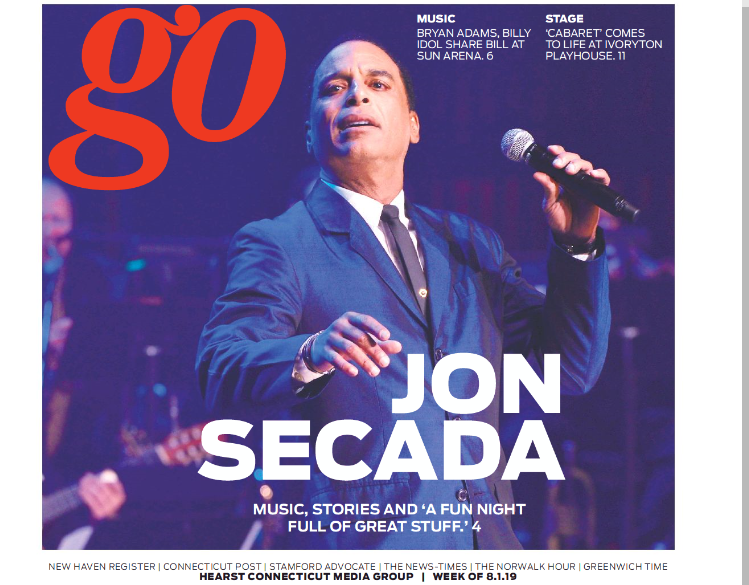 go
MUSIC
BRYAN ADAMS, BILLY
IDOL SHARE BILL AT
SUN ARENA. 6
STAGE
‘CABARET’ COMES
TO LIFE AT IVORYTON
PLAYHOUSE. 11
JON
SECADA
MUSIC, STORIES AND ‘A FUN NIGHT
FULL OF GREAT STUFF.’ 4
NEW HAVEN REGISTER | CONNECTICUT POST | STAMFORD ADVOCATE | THE NEWS-TIMES | THE NORWALK HOUR | GREENWICH TIME
HEARST CONNECTICUT MEDIA GROUP | WEEK OF 8.1.19